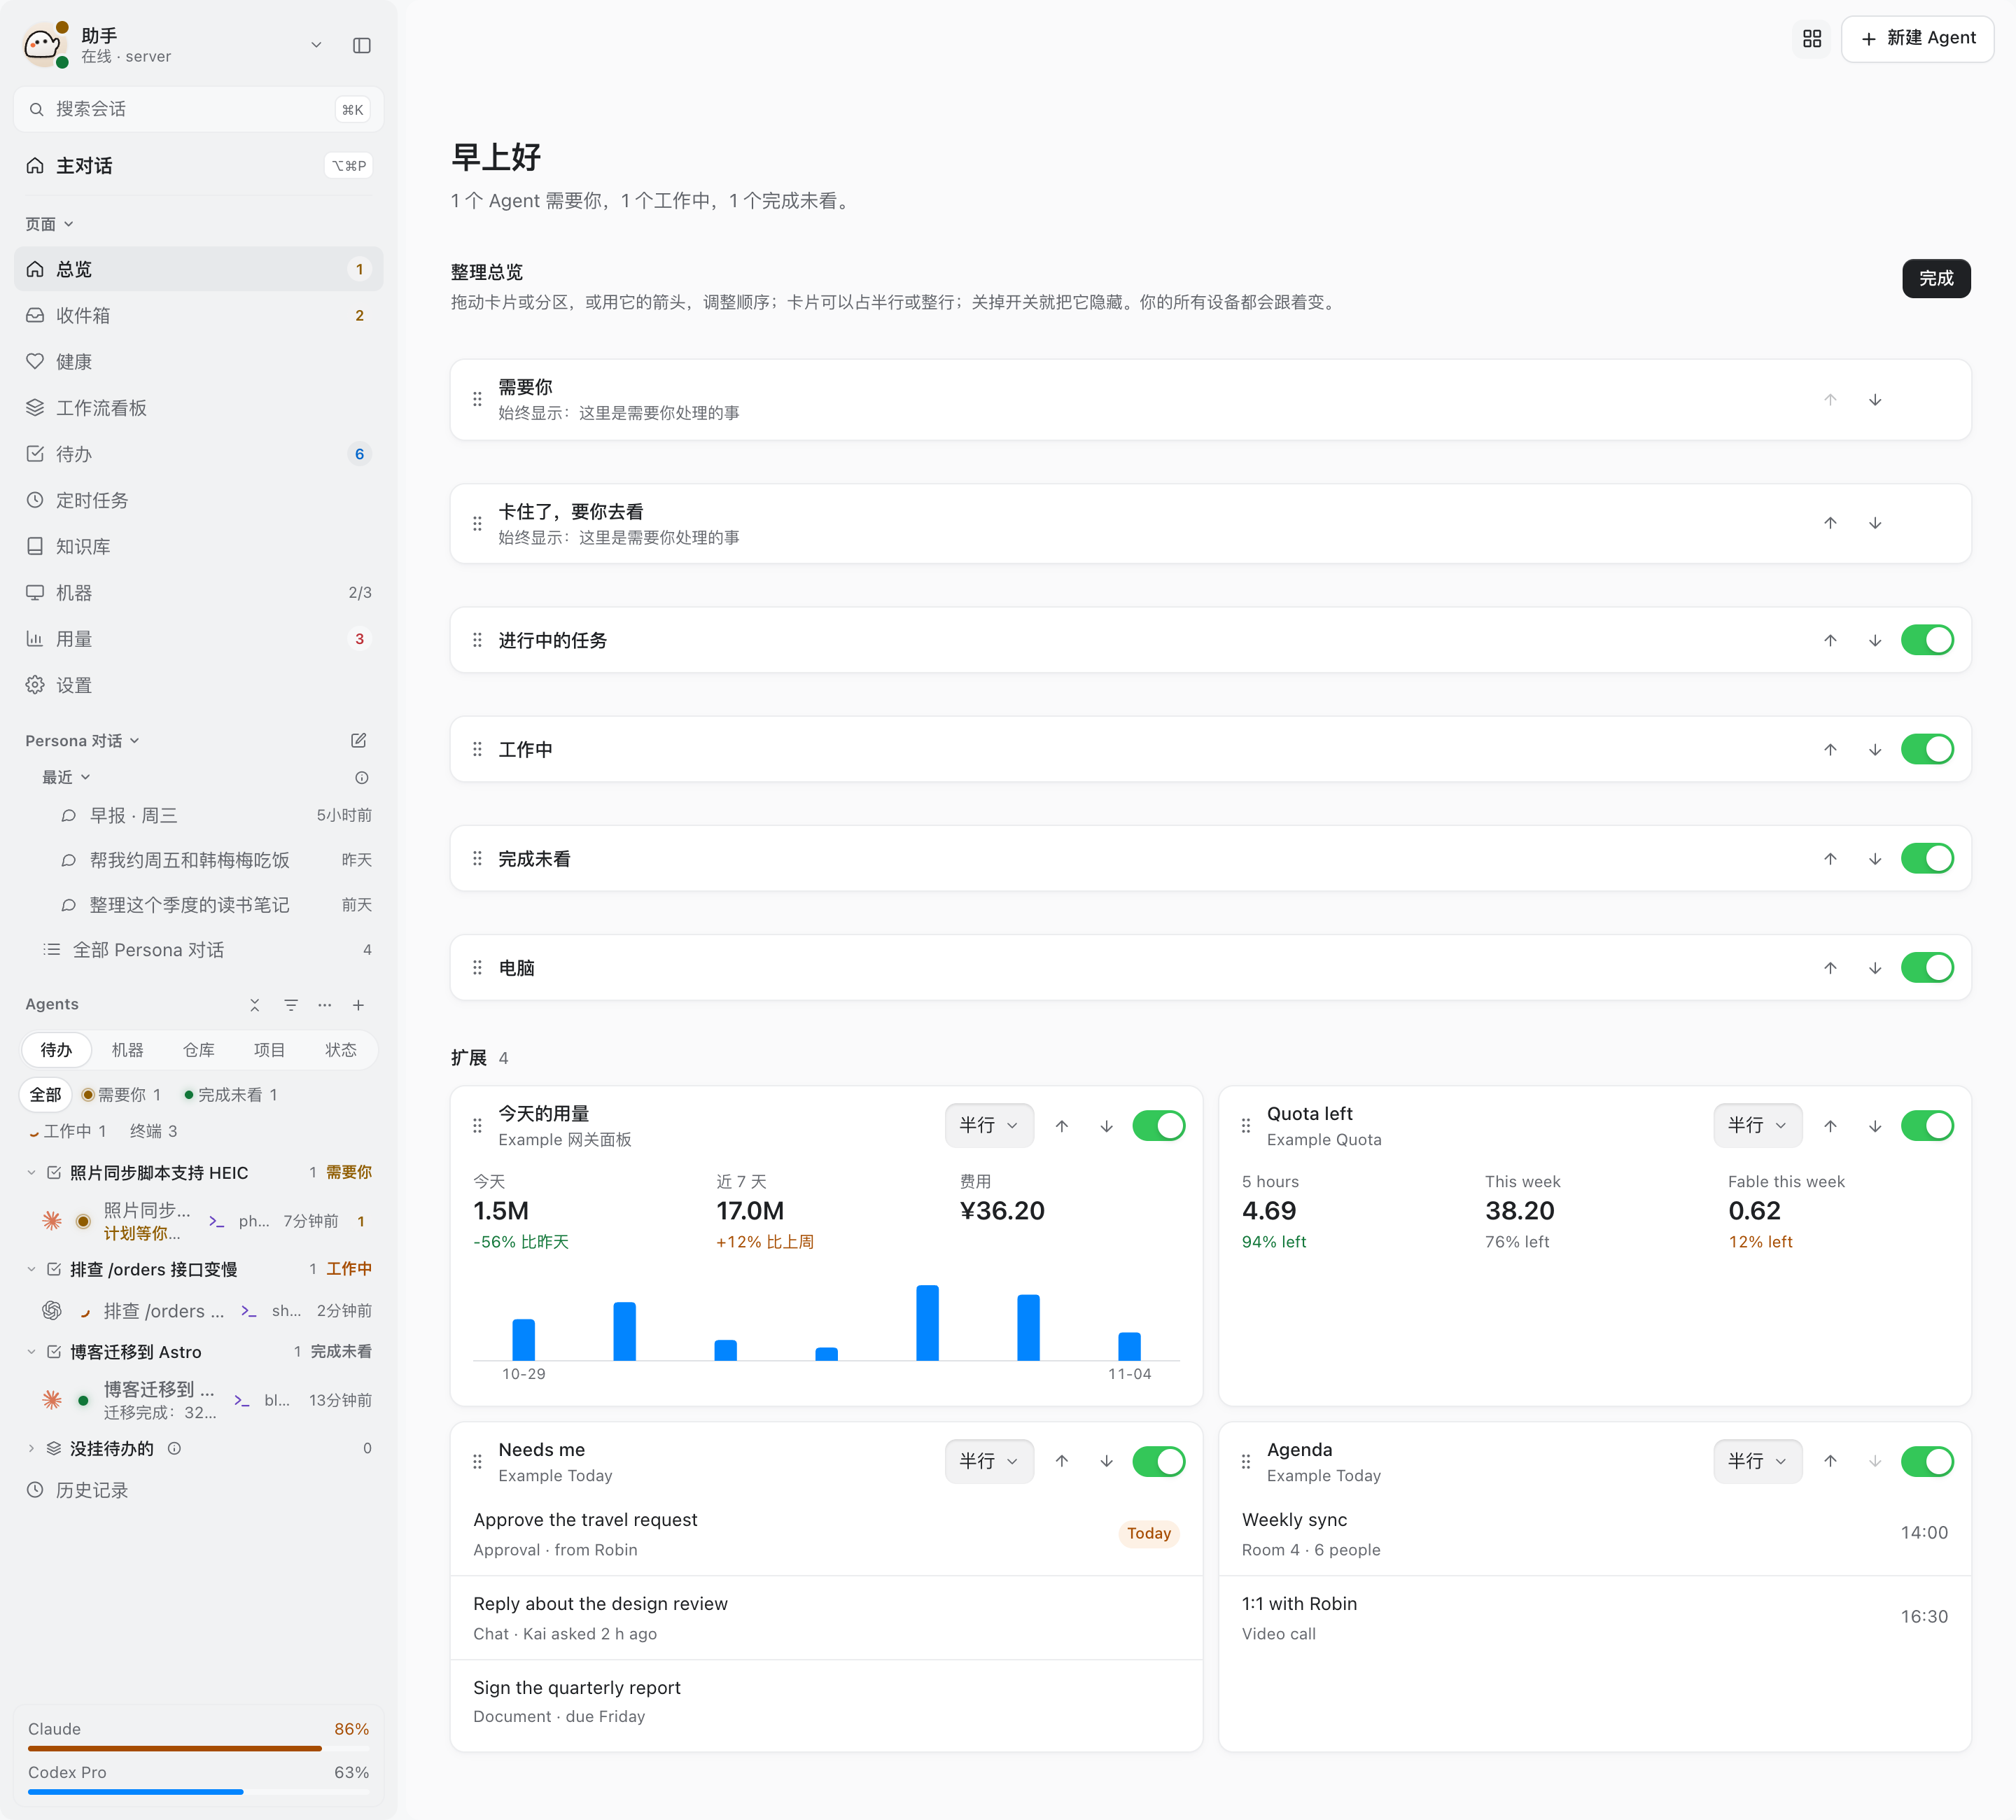 助手
在线 · server
搜索会话
⌘K
主对话
⌥⌘P
页面
总览
1
收件箱
2
健康
工作流看板
待办
6
定时任务
知识库
机器
2/3
用量
3
设置
Persona 对话
最近
早报 · 周三
5小时前
帮我约周五和韩梅梅吃饭
昨天
整理这个季度的读书笔记
前天
全部 Persona 对话
4
Agents
待办 机器 仓库 项目 状态
全部 需要你 1 完成未看 1
工作中 1 终端 3
照片同步脚本支持 HEIC 1 需要你
照片同步... ph... 7分钟前 1
计划等你...
排查 /orders 接口变慢 1 工作中
排查 /orders ... sh... 2分钟前
博客迁移到 Astro 1 完成未看
博客迁移到 ... bl... 13分钟前
迁移完成：32...
没挂待办的 0
历史记录
Claude 86%
Codex Pro 63%
+ 新建 Agent
早上好
1 个 Agent 需要你，1 个工作中，1 个完成未看。
整理总览
完成
拖动卡片或分区，或用它的箭头，调整顺序；卡片可以占半行或整行；关掉开关就把它隐藏。你的所有设备都会跟着变。
需要你
始终显示：这里是需要你处理的事
卡住了，要你去看
始终显示：这里是需要你处理的事
进行中的任务
工作中
完成未看
电脑
扩展 4
今天的用量
Example 网关面板
半行
今天 近 7 天 费用
1.5M 17.0M ¥36.20
-56% 比昨天 +12% 比上周
10-29 11-04
Quota left
Example Quota
半行
5 hours This week Fable this week
4.69 38.20 0.62
94% left 76% left 12% left
Needs me
Example Today
半行
Approve the travel request
Approval · from Robin
Today
Reply about the design review
Chat · Kai asked 2 h ago
Sign the quarterly report
Document · due Friday
Agenda
Example Today
半行
Weekly sync
Room 4 · 6 people
14:00
1:1 with Robin
Video call
16:30